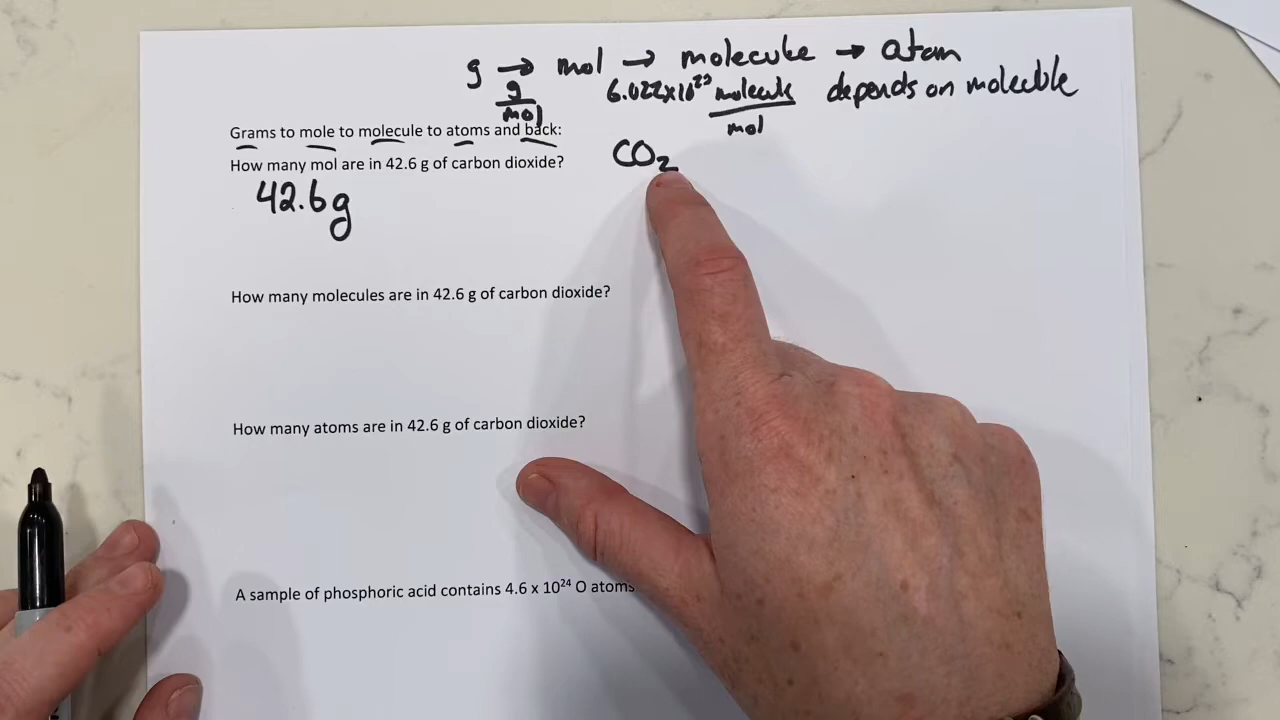 g → mol → molecule → atom
g/mol 6.022x10²³ molecule/mol depends on molecule
Grams to mole to molecule to atoms and back:
How many mol are in 42.6 g of carbon dioxide? CO₂
42.6g
How many molecules are in 42.6 g of carbon dioxide?
How many atoms are in 42.6 g of carbon dioxide?
A sample of phosphoric acid contains 4.6 x 10²⁴ O atoms